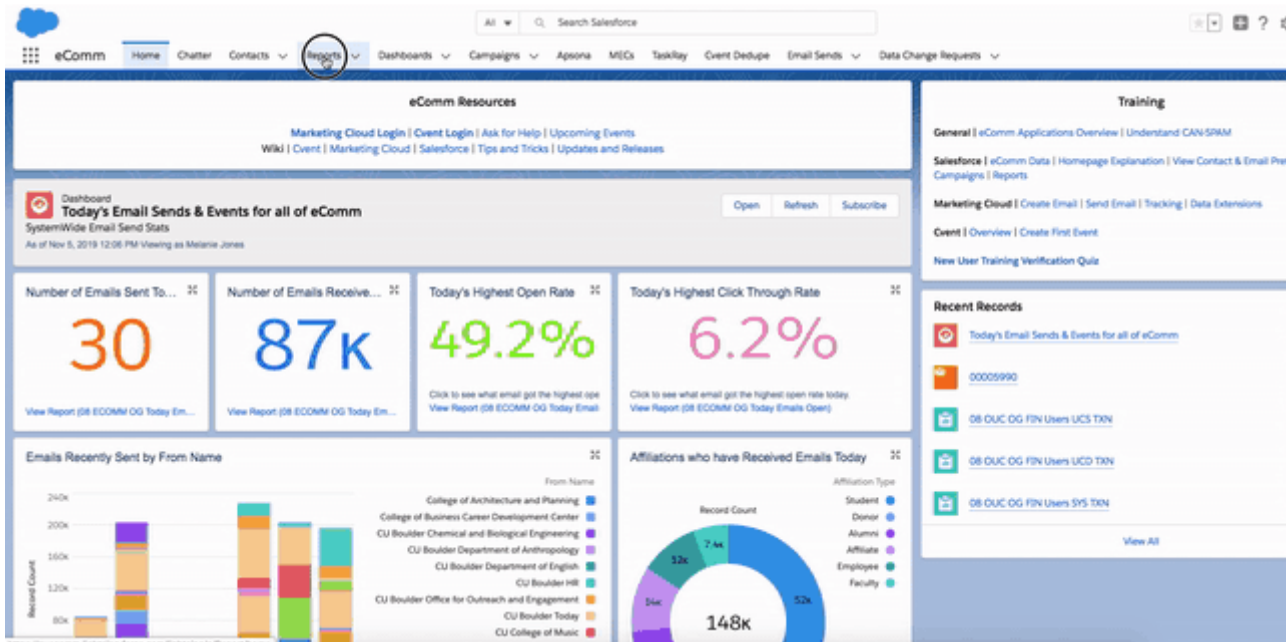 All
Search Salesforce
eComm Home Chatter Contacts Reports Dashboards Campaigns Apsona MECs TaskRay Cvent Dedupe Email Sends Data Change Requests
eComm Resources
Marketing Cloud Login | Cvent Login | Ask for Help | Upcoming Events
Wiki | Cvent | Marketing Cloud | Salesforce | Tips and Tricks | Updates and Releases
Dashboard
Today's Email Sends & Events for all of eComm
SystemWide Email Send Stats
As of Nov 5, 2019 12:06 PM·Viewing as Melanie Jones
Open Refresh Subscribe
Number of Emails Sent To...
30
View Report (08 ECOMM OG Today Em...
Number of Emails Receive...
87K
View Report (08 ECOMM OG Today Em...
Today's Highest Open Rate
49.2%
Click to see what email got the highest ope
View Report (08 ECOMM OG Today Email
Today's Highest Click Through Rate
6.2%
Click to see what email got the highest open rate today.
View Report (08 ECOMM OG Today Emails Open)
Emails Recently Sent by From Name
From Name
College of Architecture and Planning
College of Business Career Development Center
CU Boulder Chemical and Biological Engineering
CU Boulder Department of Anthropology
CU Boulder Department of English
CU Boulder HR
CU Boulder Office for Outreach and Engagement
CU Boulder Today
CU College of Music
Record Count
240K
200K
160K
120K
80K
Affiliations who have Received Emails Today
Affiliation Type
Student
Donor
Alumni
Affiliate
Employee
Faculty
Record Count
7.4K
52K
52K
148K
Training
General | eComm Applications Overview | Understand CAN-SPAM
Salesforce | eComm Data | Homepage Explanation | View Contact & Email Pre
Campaigns | Reports
Marketing Cloud | Create Email | Send Email | Tracking | Data Extensions
Cvent | Overview | Create First Event
New User Training Verification Quiz
Recent Records
Today's Email Sends & Events for all of eComm
00005990
08 OUC OG FIN Users UCS TXN
08 OUC OG FIN Users UCD TXN
08 OUC OG FIN Users SYS TXN
View All